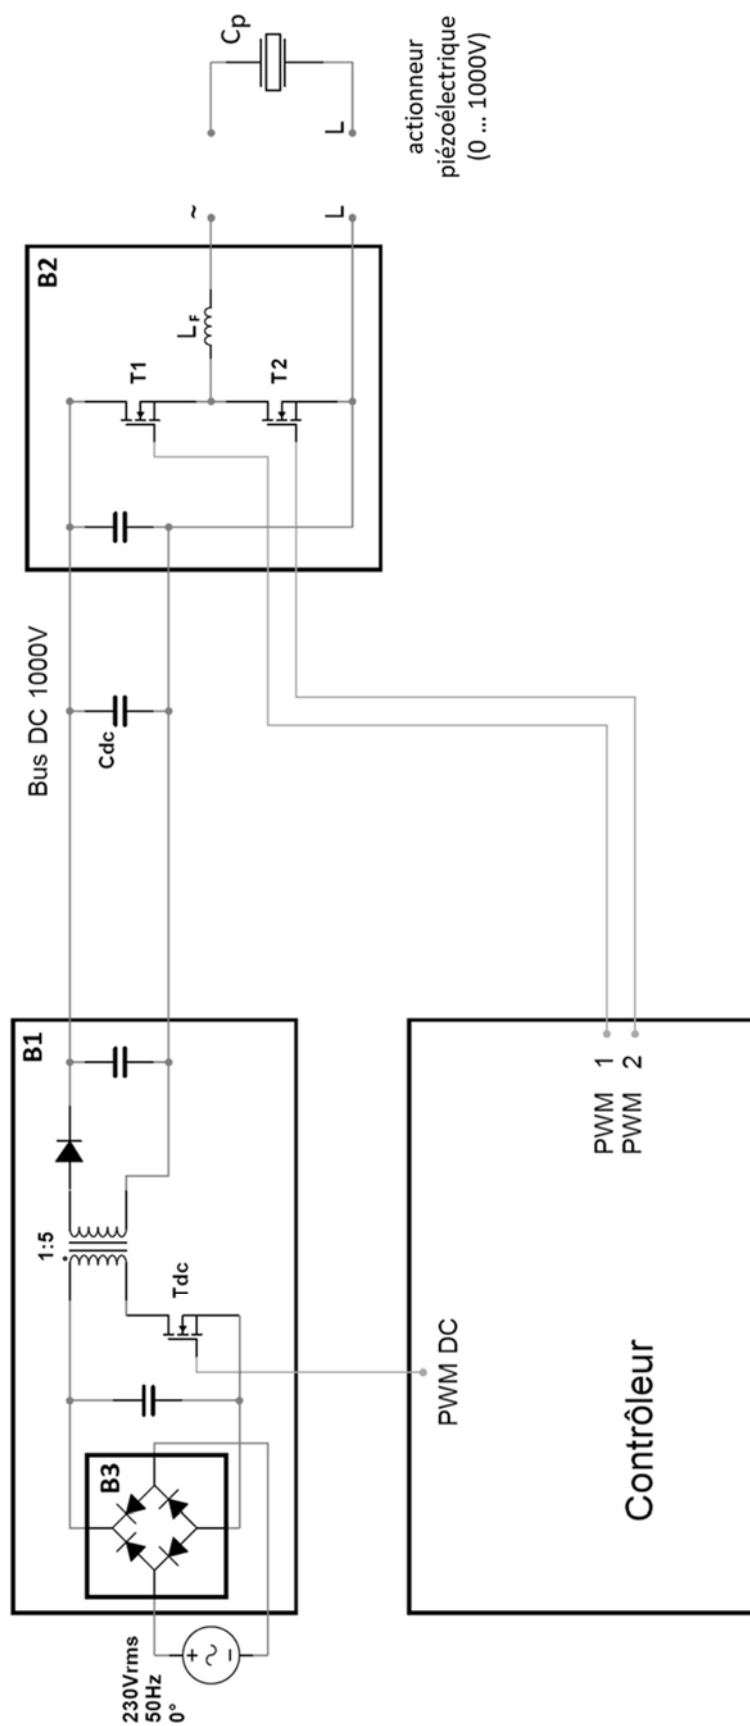 230Vrms
50Hz
0°
+
~
−
B3
B1
1:5
Tdc
Bus DC 1000V
Cdc
B2
T1
T2
L_F
~
L
L
Cp
actionneur
piézoélectrique
(0 ... 1000V)
PWM DC
PWM 1
PWM 2
Contrôleur